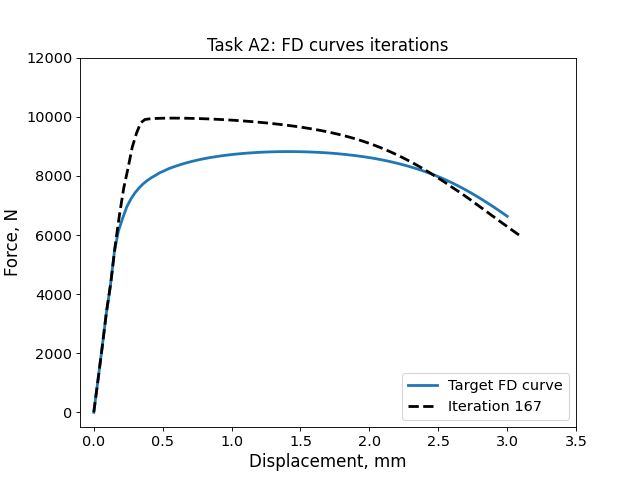 Task A2: FD curves iterations
12000
10000
8000
6000
4000
2000
0
Force, N
0.0 0.5 1.0 1.5 2.0 2.5 3.0 3.5
Displacement, mm
Target FD curve
Iteration 167